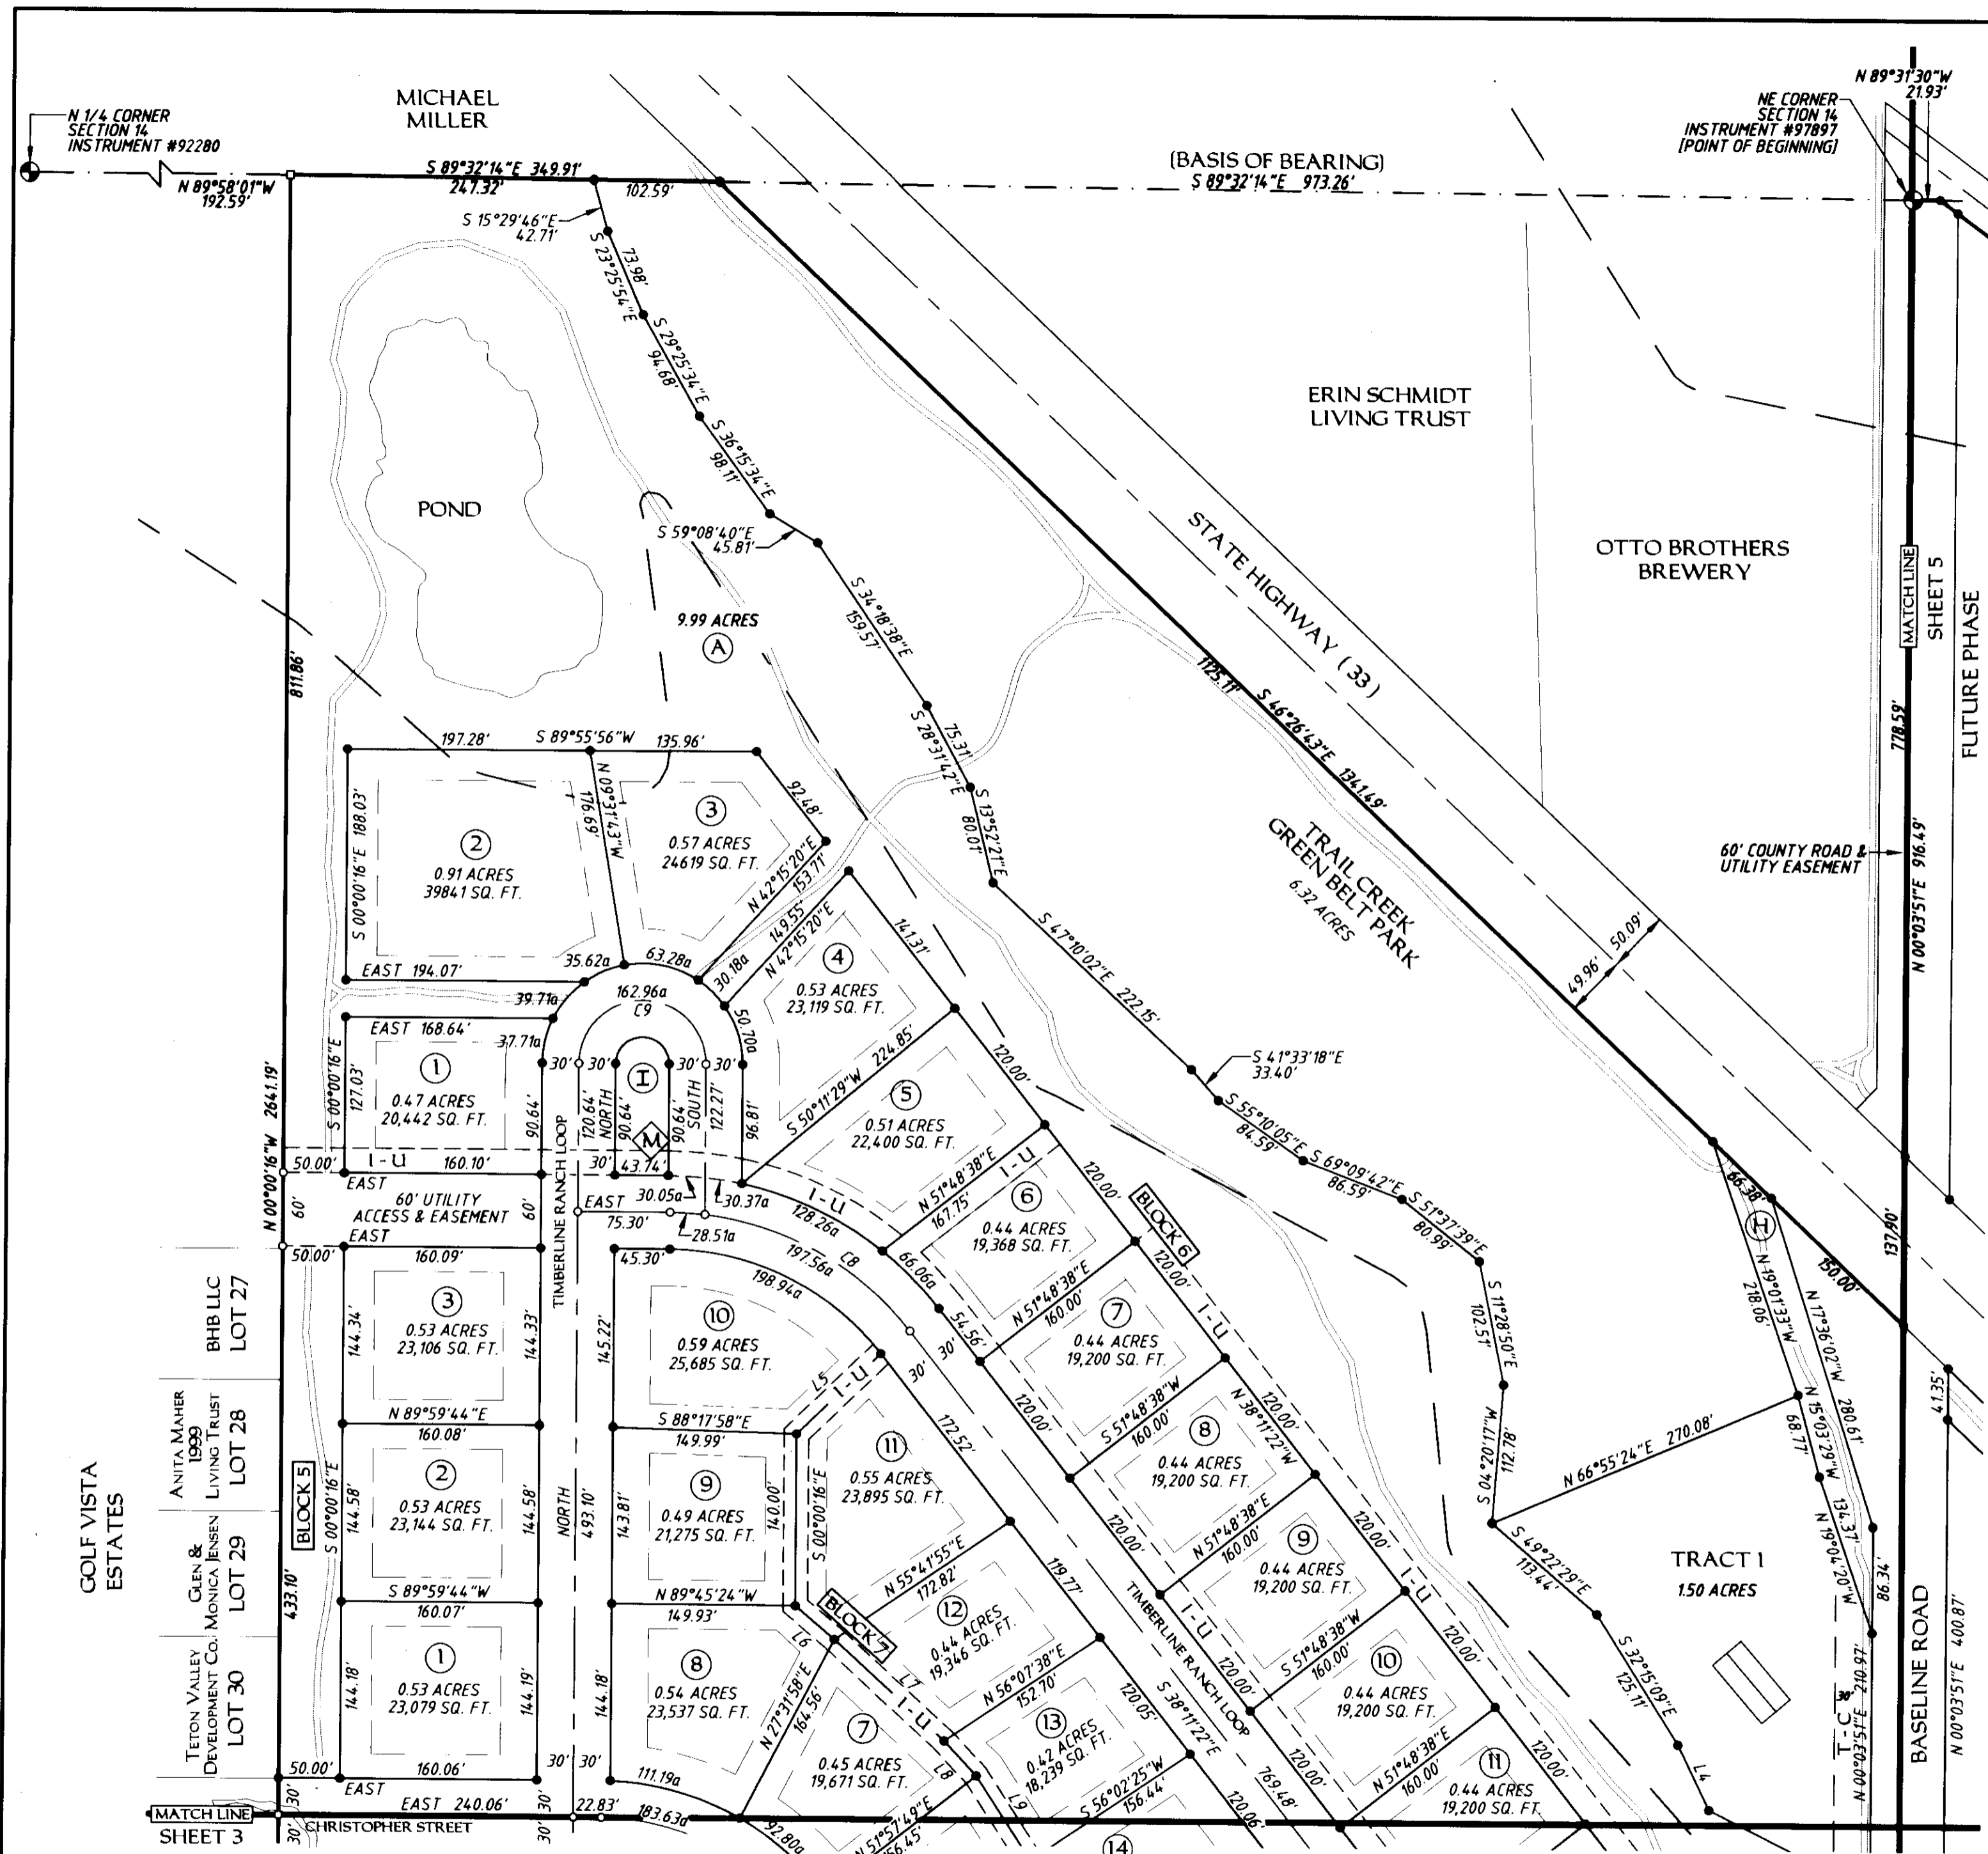 N 89°31'30"W
21.93'
NE CORNER
SECTION 14
INSTRUMENT #97897
[POINT OF BEGINNING]
MICHAEL
MILLER
N 1/4 CORNER
SECTION 14
INSTRUMENT #92280
N 89°58'01"W
192.59'
S 89°32'14"E 349.91'
247.32'
102.59'
(BASIS OF BEARING)
S 89°32'14"E 973.26'
S 15°29'46"E
42.71'
73.98'
S 23°25'54"E
S 29°25'34"E
94.68'
S 36°15'34"E
98.11'
S 59°08'40"E
45.81'
S 34°18'38"E
159.57'
75.31'
S 28°31'42"E
S 13°52'21"E
80.01'
S 47°10'02"E 222.15'
S 41°33'18"E
33.40'
S 55°10'05"E
84.59'
S 69°09'42"E
86.59'
S 51°37'39"E
80.99'
S 11°28'50"E
102.51'
S 04°20'17"W
112.78'
S 49°22'29"E
113.44'
S 32°15'09"E
125.11'
L4
POND
9.99 ACRES
A
ERIN SCHMIDT
LIVING TRUST
OTTO BROTHERS
BREWERY
STATE HIGHWAY (33)
1125.11'
S 46°26'43"E 1341.49'
TRAIL CREEK
GREEN BELT PARK
6.32 ACRES
49.96'
50.09'
60' COUNTY ROAD &
UTILITY EASEMENT
MATCH LINE
SHEET 5
FUTURE PHASE
778.59'
N 00°03'51"E 916.49'
137.90'
66.38'
H
150.00'
N 19°01'33"W
218.06'
N 17°36'02"W 280.61'
N 15°03'29"W
68.77'
134.37'
N 19°04'20"W
86.34'
N 66°55'24"E 270.08'
TRACT 1
1.50 ACRES
T-C
30'
N 00°03'51"E 210.97'
BASELINE ROAD
41.35'
N 00°03'51"E 400.87'
811.86'
N 00°00'16"W 261.19'
197.28'
S 89°55'56"W
135.96'
S 00°00'16"E 188.03'
2
0.91 ACRES
39841 SQ. FT.
N 09°31'43"W
176.69'
3
0.57 ACRES
24619 SQ. FT.
92.48'
N 42°15'20"E
153.71'
149.55'
N 42°15'20"E
EAST 194.07'
35.62a
63.28a
30.18a
39.71a
162.96a
C9
50.70a
EAST 168.64'
37.71a
S 00°00'16"E
127.03'
1
0.47 ACRES
20,442 SQ. FT.
90.64'
30'
30'
30'
30'
I
120.64'
NORTH
90.64'
90.64'
SOUTH
122.27'
96.81'
M
50.00'
I-U
160.10'
EAST
30'
43.74'
30.05a
30.37a
60'
60' UTILITY
ACCESS & EASEMENT
60'
EAST
75.30'
28.51a
I-U
128.26a
197.56a
C8
4
0.53 ACRES
23,119 SQ. FT.
141.31'
S 50°11'29"W 224.85'
5
0.51 ACRES
22,400 SQ. FT.
120.00'
N 51°48'38"E
167.75'
I-U
66.06a
6
0.44 ACRES
19,368 SQ. FT.
120.00'
54.56'
N 51°48'38"E
160.00'
BLOCK 6
7
0.44 ACRES
19,200 SQ. FT.
120.00'
I-U
120.00'
S 51°48'38"W
160.00'
N 38°11'22"W
8
0.44 ACRES
19,200 SQ. FT.
120.00'
120.00'
N 51°48'38"E
160.00'
9
0.44 ACRES
19,200 SQ. FT.
120.00'
I-U
I-U
120.00'
S 51°48'38"W
160.00'
10
0.44 ACRES
19,200 SQ. FT.
120.00'
120.00'
N 51°48'38"E
160.00'
11
0.44 ACRES
19,200 SQ. FT.
120.00'
TIMBERLINE RANCH LOOP
S 38°11'22"E
769.48'
TIMBERLINE RANCH LOOP
NORTH
493.10'
GOLF VISTA
ESTATES
BHB LLC
LOT 27
ANITA MAHER
1999
LIVING TRUST
LOT 28
GLEN &
MONICA JENSEN
LOT 29
TETON VALLEY
DEVELOPMENT CO.
LOT 30
433.10'
BLOCK 5
S 00°00'16"E
50.00'
EAST
160.09'
144.34'
3
0.53 ACRES
23,106 SQ. FT.
144.33'
N 89°59'44"E
160.08'
144.58'
2
0.53 ACRES
23,144 SQ. FT.
144.58'
S 89°59'44"W
160.07'
144.18'
1
0.53 ACRES
23,079 SQ. FT.
144.19'
50.00'
EAST
160.06'
45.30'
198.94a
145.22'
10
0.59 ACRES
25,685 SQ. FT.
L5
I-U
30'
30'
S 88°17'58"E
149.99'
143.81'
9
0.49 ACRES
21,275 SQ. FT.
140.00'
S 00°00'16"E
11
0.55 ACRES
23,895 SQ. FT.
172.52'
N 89°45'24"W
149.93'
144.18'
8
0.54 ACRES
23,537 SQ. FT.
L6
BLOCK 7
N 55°41'55"E
172.82'
119.77'
12
0.44 ACRES
19,346 SQ. FT.
L7
I-U
N 56°07'38"E
152.70'
N 27°31'58"E
164.56'
7
0.45 ACRES
19,671 SQ. FT.
L8
13
0.42 ACRES
18,239 SQ. FT.
120.05'
L9
S 56°02'25"W
156.44'
120.06'
N 51°57'49"E
14
30'
30'
111.19a
EAST 240.06'
22.83'
183.63a
92.80a
30'
30'
30'
30'
CHRISTOPHER STREET
MATCH LINE
SHEET 3